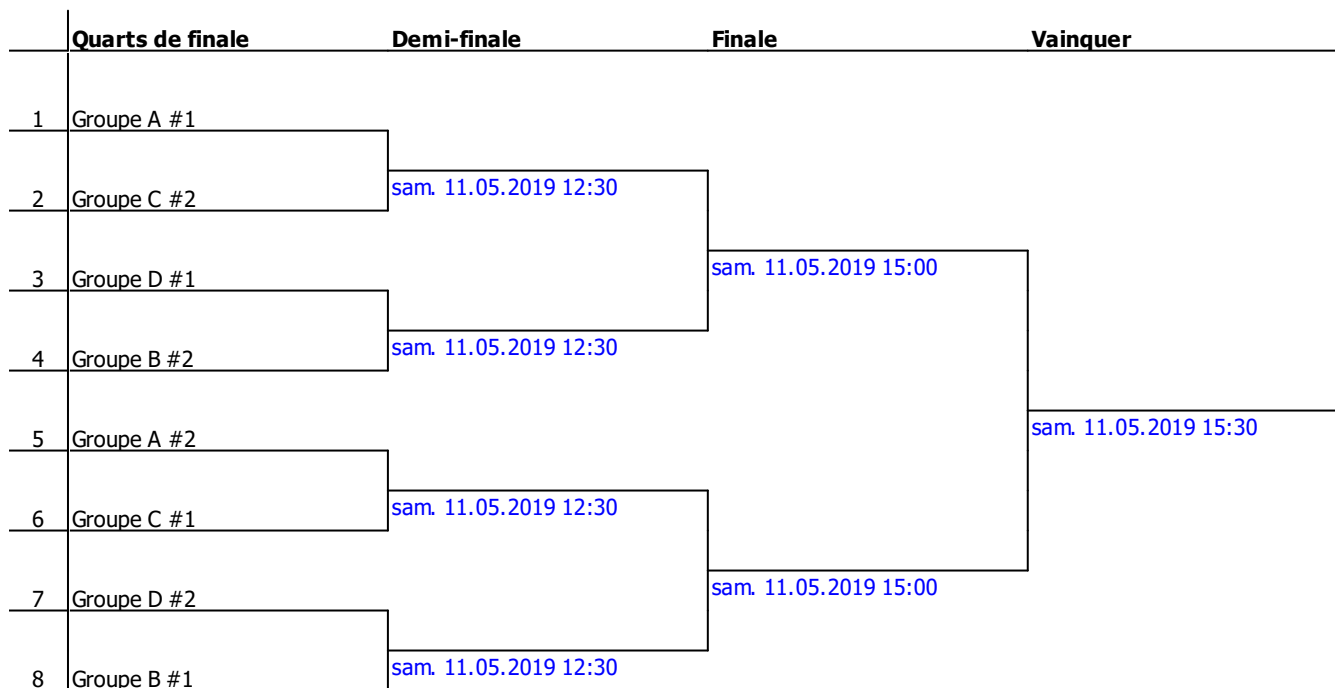 Quarts de finale Demi-finale Finale Vainquer
1 Groupe A #1
sam. 11.05.2019 12:30
2 Groupe C #2
sam. 11.05.2019 15:00
3 Groupe D #1
sam. 11.05.2019 12:30
4 Groupe B #2
sam. 11.05.2019 15:30
5 Groupe A #2
sam. 11.05.2019 12:30
6 Groupe C #1
sam. 11.05.2019 15:00
7 Groupe D #2
sam. 11.05.2019 12:30
8 Groupe B #1